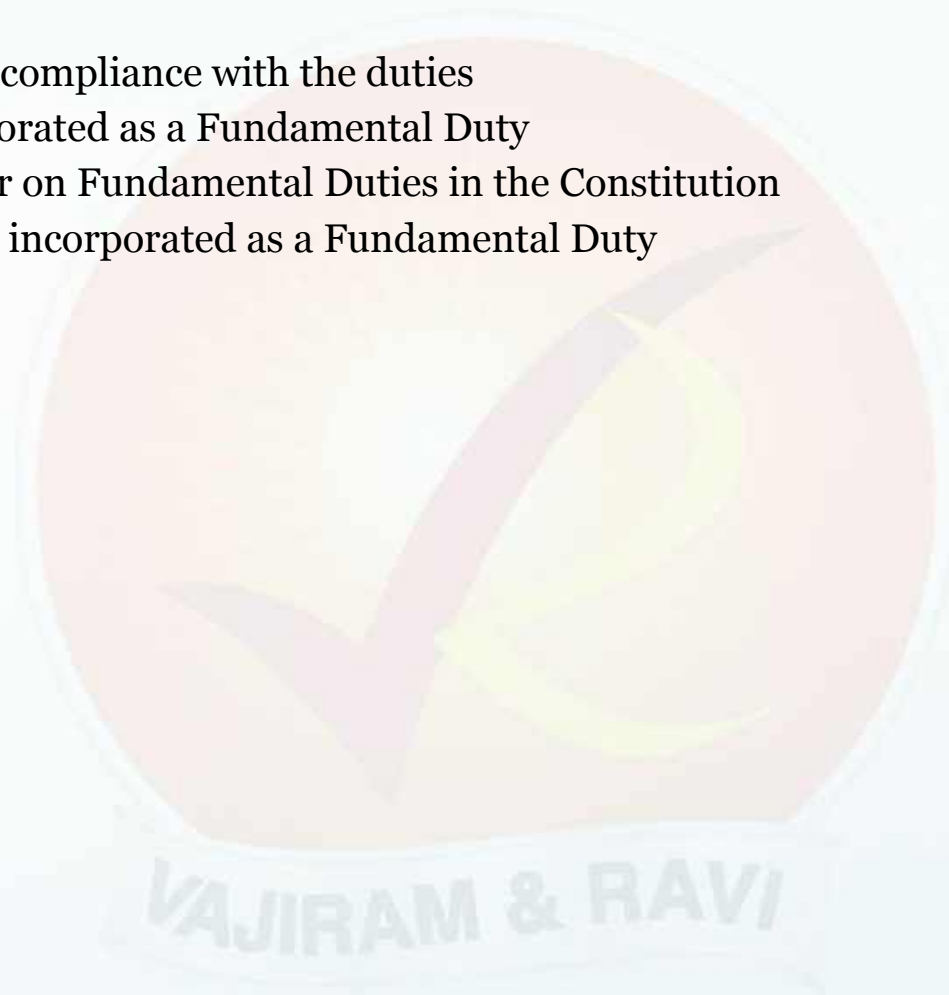 compliance with the duties
orated as a Fundamental Duty
r on Fundamental Duties in the Constitution
incorporated as a Fundamental Duty
VAJIRAM & RAVI